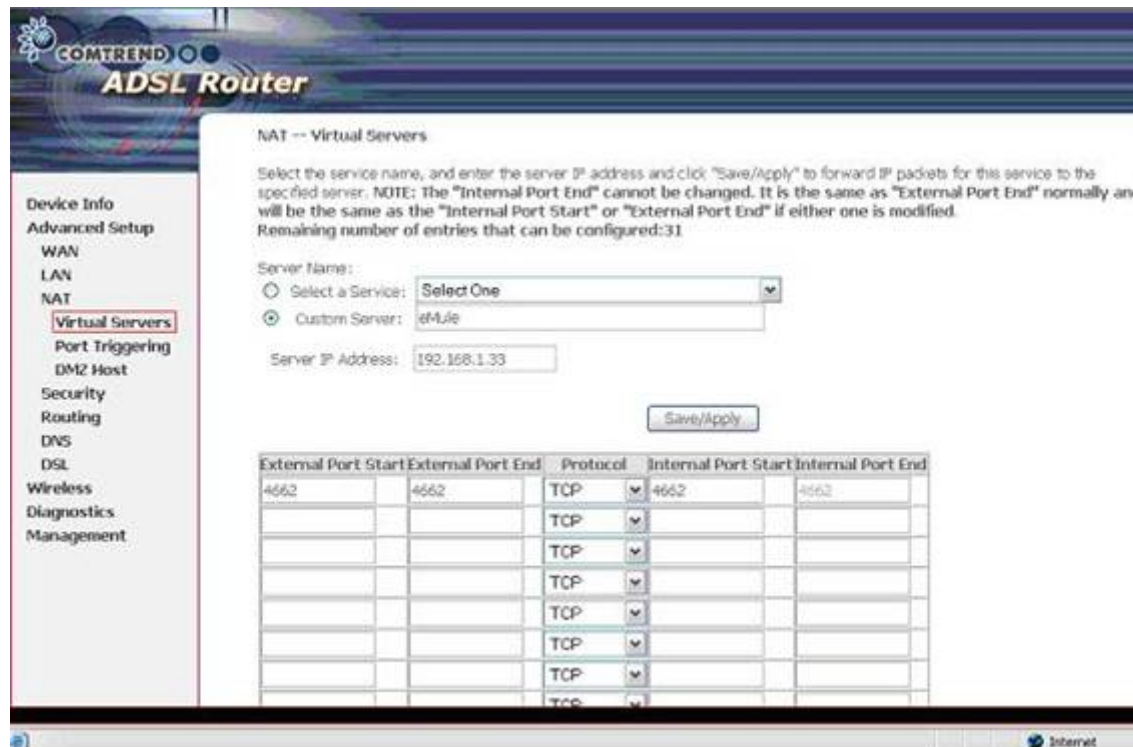 COMTREND
ADSL Router
Device Info
Advanced Setup
WAN
LAN
NAT
Virtual Servers
Port Triggering
DMZ Host
Security
Routing
DNS
DSL
Wireless
Diagnostics
Management
NAT -- Virtual Servers
Select the service name, and enter the server IP address and click "Save/Apply" to forward IP packets for this service to the
specified server. NOTE: The "Internal Port End" cannot be changed. It is the same as "External Port End" normally and
will be the same as the "Internal Port Start" or "External Port End" if either one is modified.
Remaining number of entries that can be configured:31
Server Name:
Select a Service: Select One
Custom Server: eMule
Server IP Address: 192.168.1.33
Save/Apply
External Port Start External Port End Protocol Internal Port Start Internal Port End
4662 4662 TCP 4662 4662
TCP
TCP
TCP
TCP
TCP
TCP
TCP
Internet